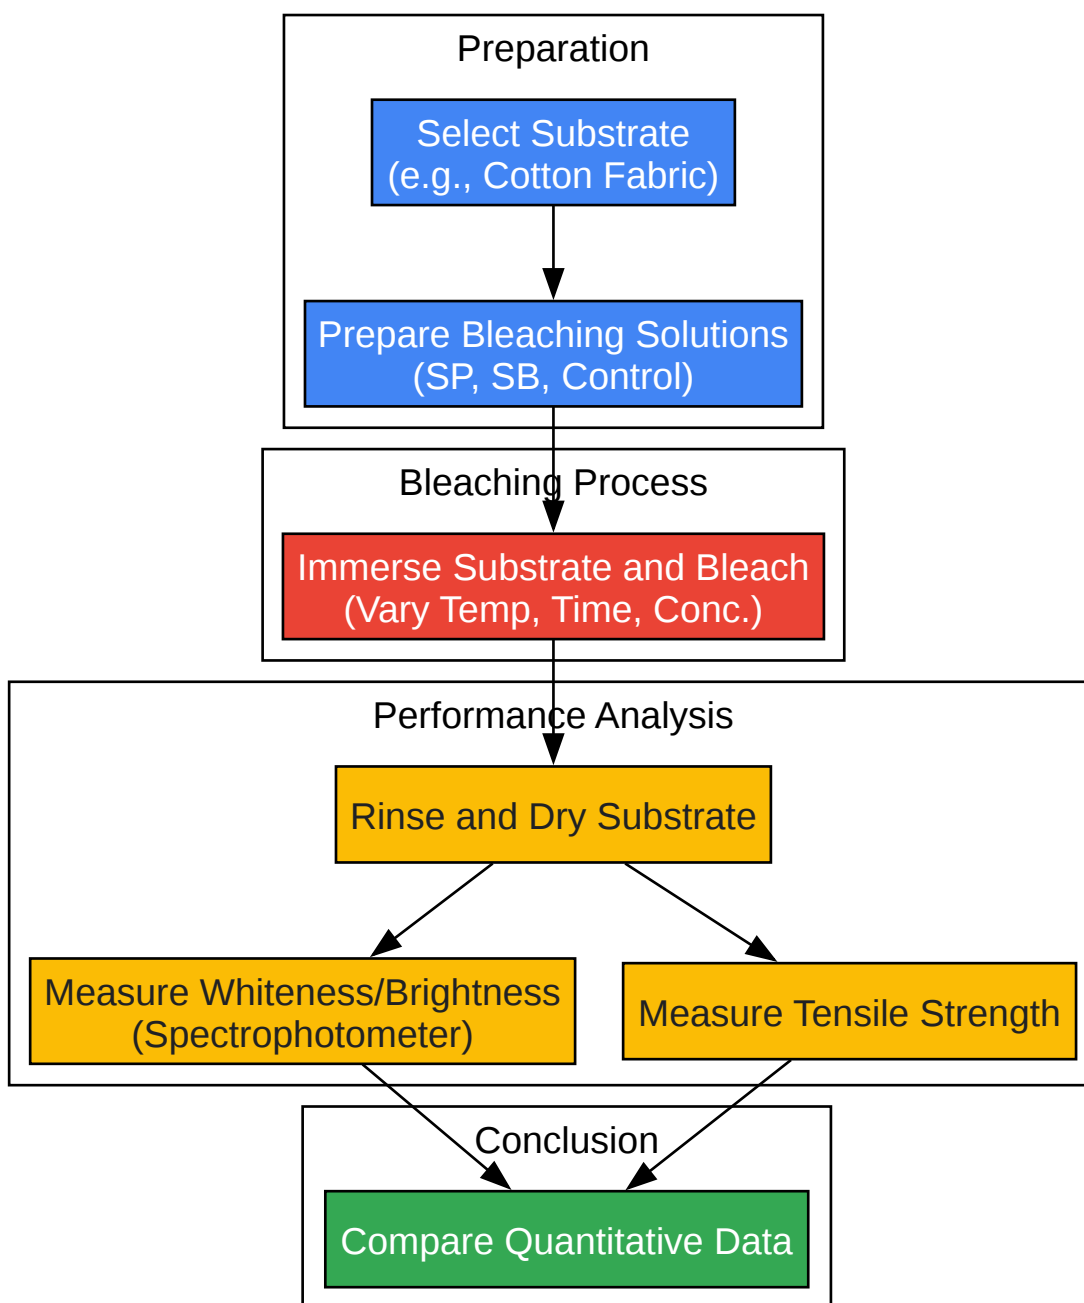 Preparation
Select Substrate
(e.g., Cotton Fabric)
Prepare Bleaching Solutions
(SP, SB, Control)
Bleaching Process
Immerse Substrate and Bleach
(Vary Temp, Time, Conc.)
Performance Analysis
Rinse and Dry Substrate
Measure Whiteness/Brightness
(Spectrophotometer)
Measure Tensile Strength
Conclusion
Compare Quantitative Data